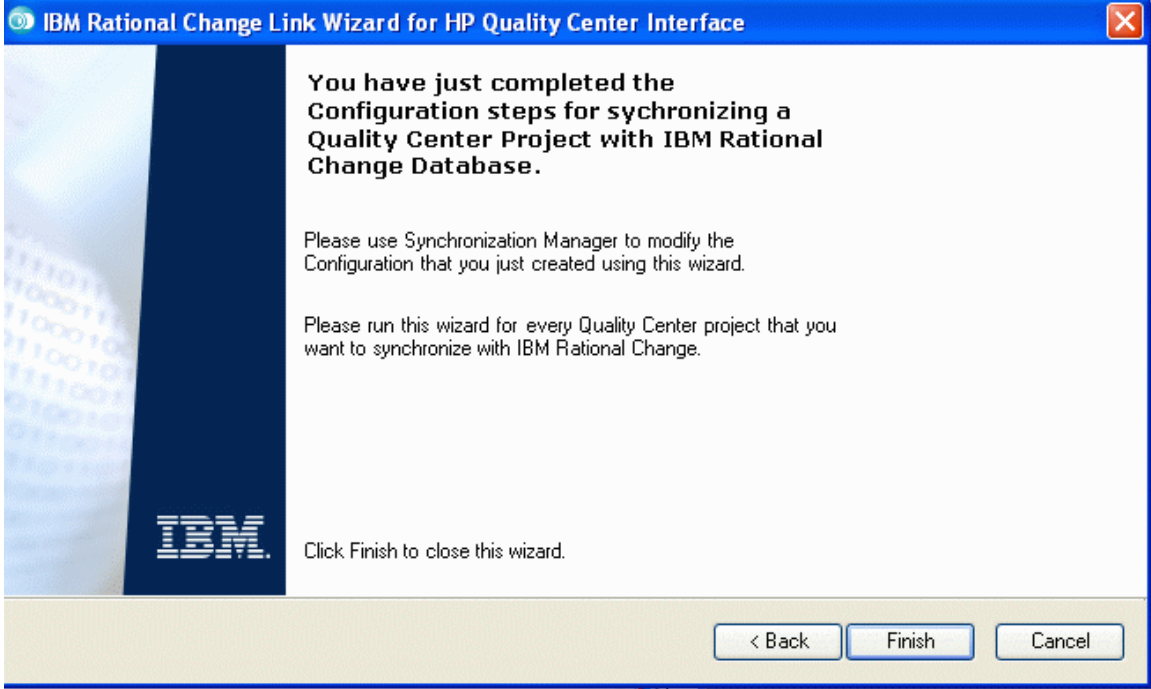 IBM Rational Change Link Wizard for HP Quality Center Interface
You have just completed the
Configuration steps for sychronizing a
Quality Center Project with IBM Rational
Change Database.
Please use Synchronization Manager to modify the
Configuration that you just created using this wizard.
Please run this wizard for every Quality Center project that you
want to synchronize with IBM Rational Change.
IBM.
Click Finish to close this wizard.
< Back
Finish
Cancel